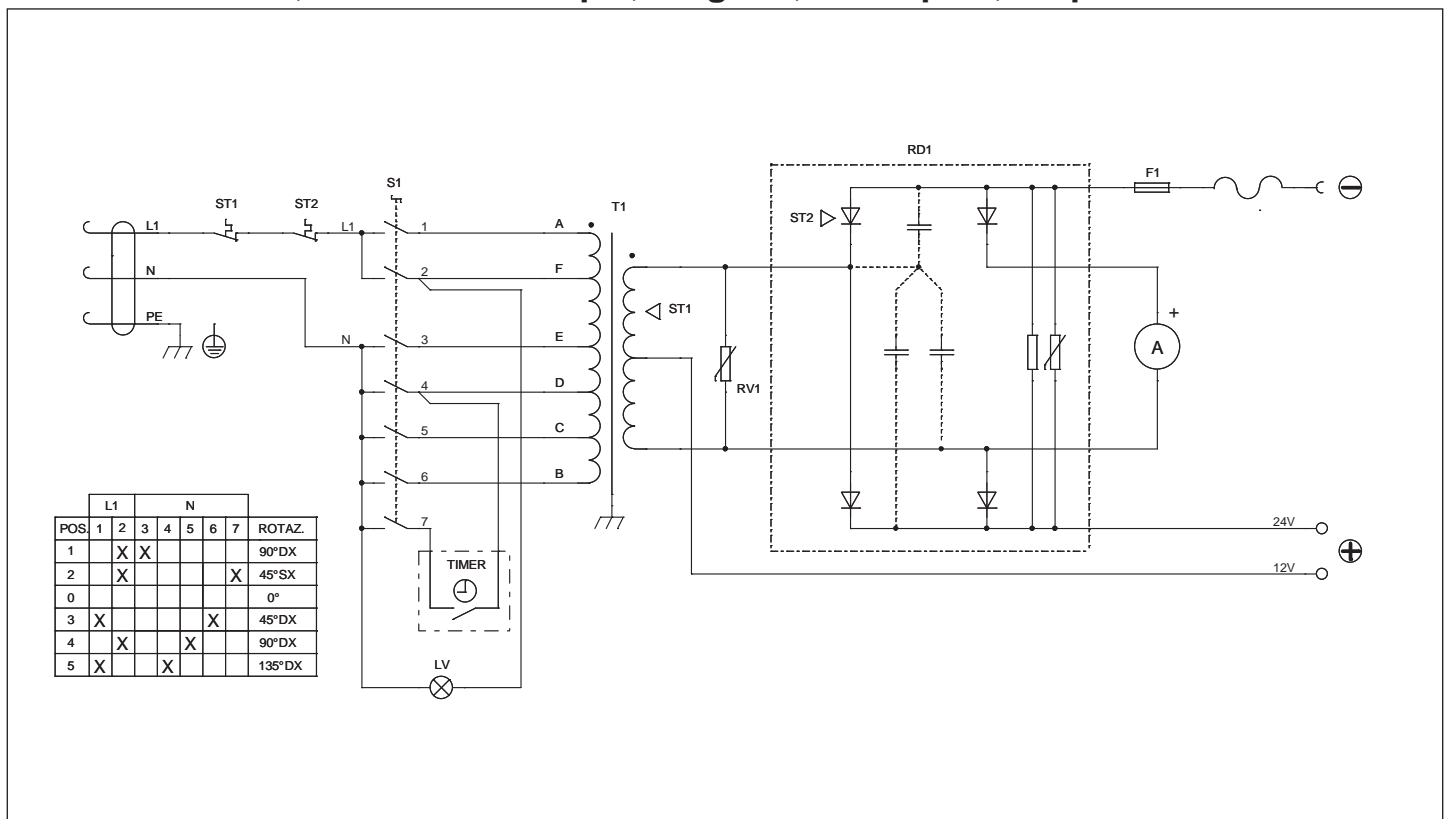 RD1
F1
S1
ST1
ST2
T1
ST2
L1
L1
1
A
N
2
F
ST1
PE
+
N
3
E
A
4
D
RV1
5
C
6
B
7
TIMER
24V
12V
LV
L1 N
POS. 1 2 3 4 5 6 7 ROTAZ.
1 X X 90°DX
2 X X 45°SX
0 0°
3 X X 45°DX
4 X X 90°DX
5 X X 135°DX